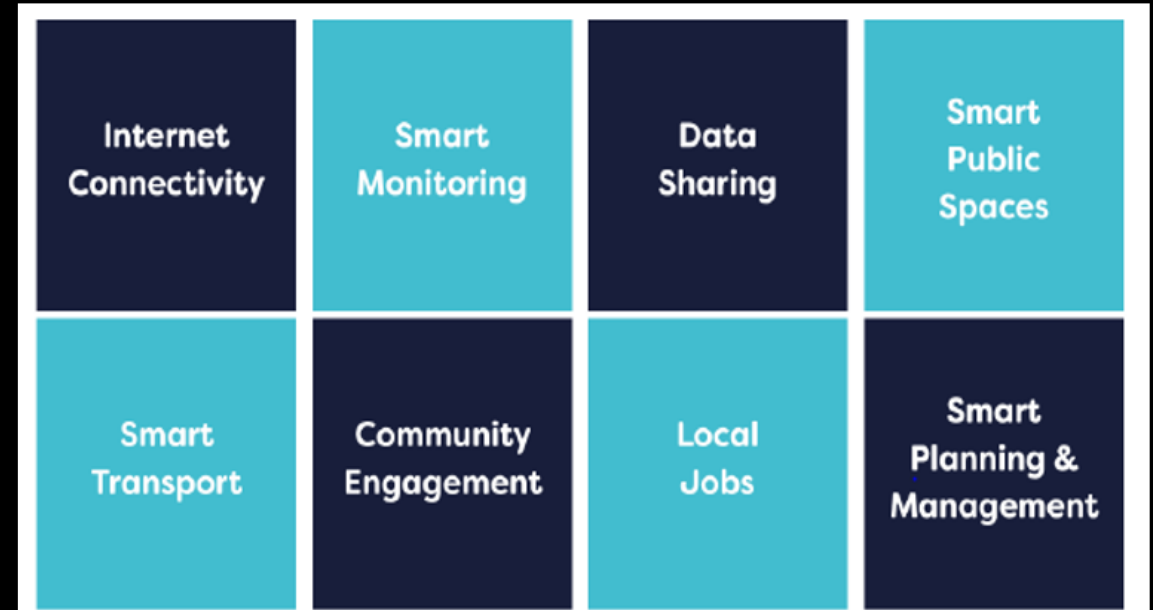 Internet
Connectivity
Smart
Monitoring
Data
Sharing
Smart
Public
Spaces
Smart
Transport
Community
Engagement
Local
Jobs
Smart
Planning &
Management